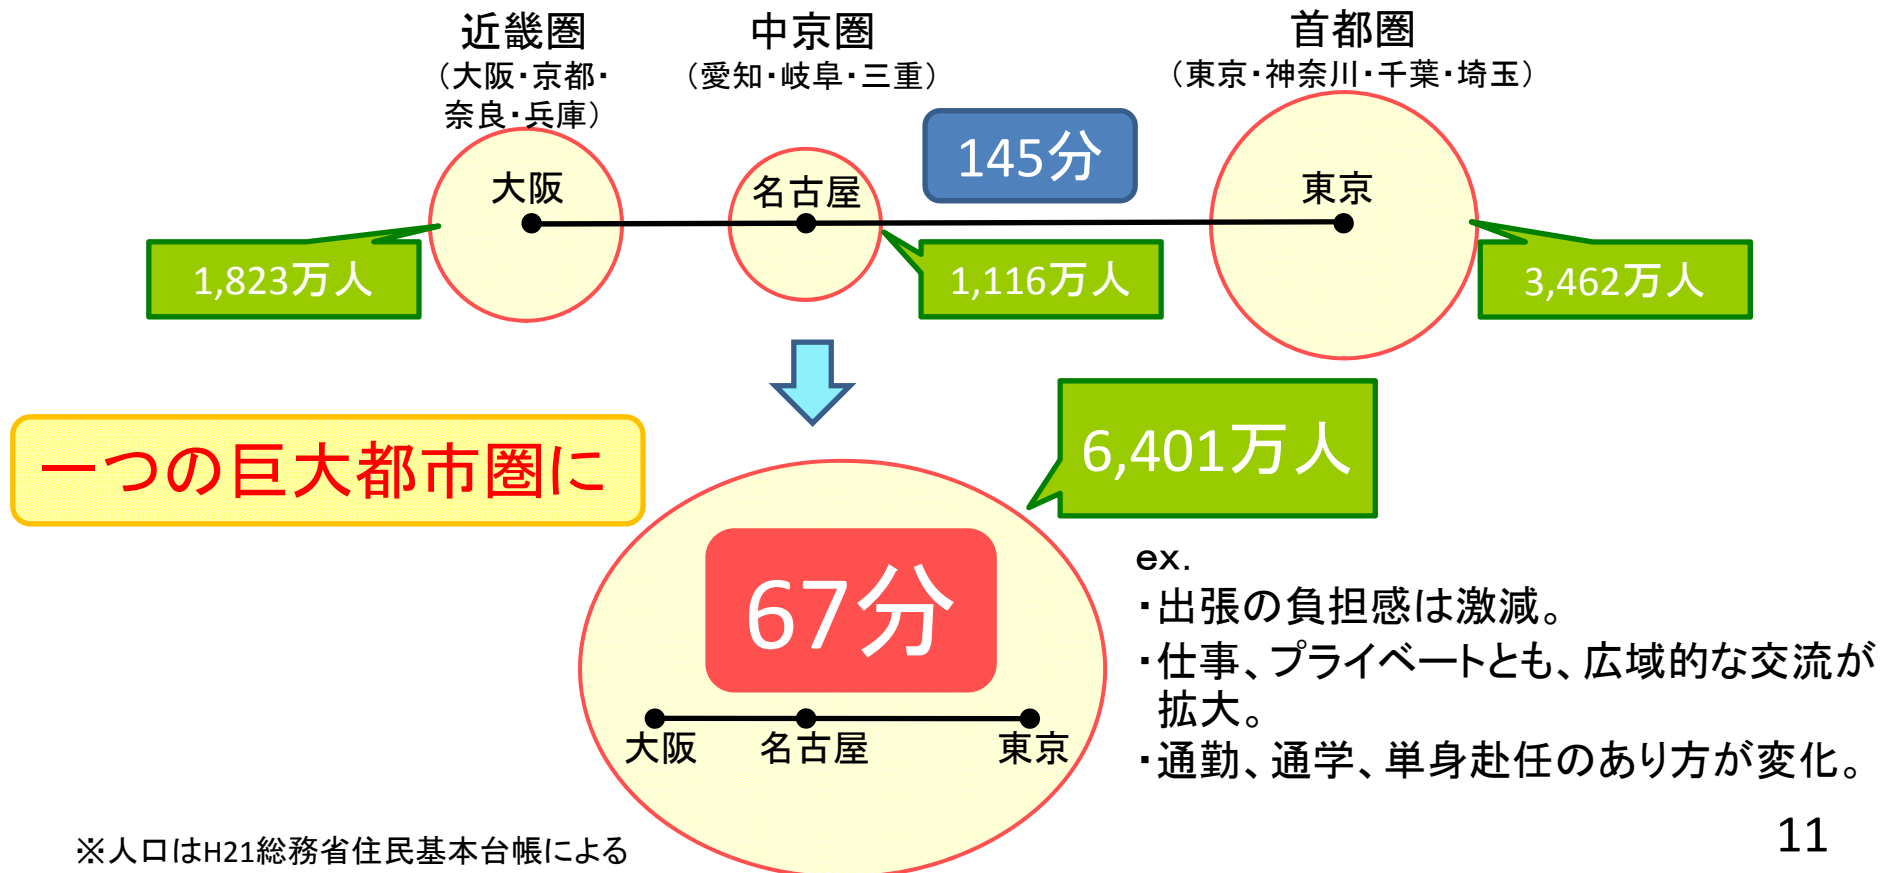 近畿圏
（大阪・京都・
奈良・兵庫）
中京圏
（愛知・岐阜・三重）
首都圏
（東京・神奈川・千葉・埼玉）
145分
大阪
名古屋
東京
1,823万人
1,116万人
3,462万人
一つの巨大都市圏に
6,401万人
67分
大阪
名古屋
東京
ex.
・出張の負担感は激減。
・仕事、プライベートとも、広域的な交流が
拡大。
・通勤、通学、単身赴任のあり方が変化。
※人口はH21総務省住民基本台帳による
11